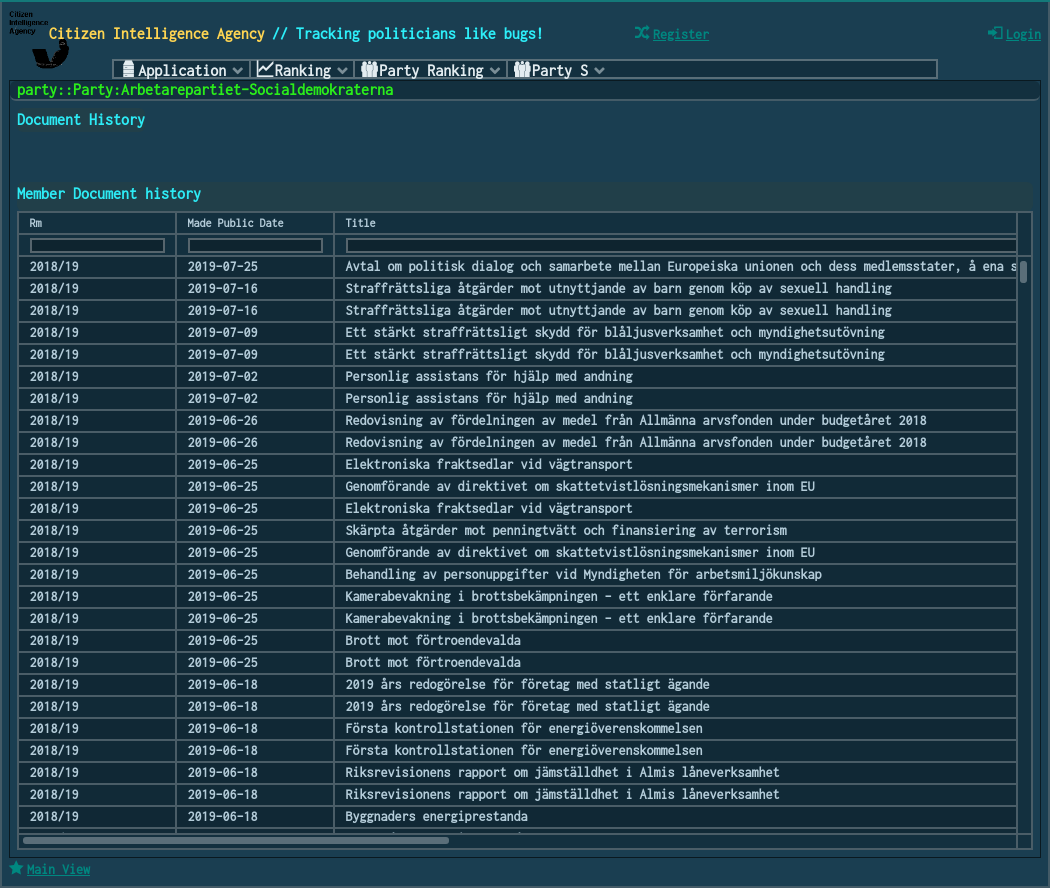 Citizen
Intelligence
Agency
Citizen Intelligence Agency // Tracking politicians like bugs!
Register
Login
Application
Ranking
Party Ranking
Party S
party::Party:Arbetarepartiet-Socialdemokraterna
Document History
Member Document history
Rm Made Public Date Title
2018/19 2019-07-25 Avtal om politisk dialog och samarbete mellan Europeiska unionen och dess medlemsstater, å ena s
2018/19 2019-07-16 Straffrättsliga åtgärder mot utnyttjande av barn genom köp av sexuell handling
2018/19 2019-07-16 Straffrättsliga åtgärder mot utnyttjande av barn genom köp av sexuell handling
2018/19 2019-07-09 Ett stärkt straffrättsligt skydd för blåljusverksamhet och myndighetsutövning
2018/19 2019-07-09 Ett stärkt straffrättsligt skydd för blåljusverksamhet och myndighetsutövning
2018/19 2019-07-02 Personlig assistans för hjälp med andning
2018/19 2019-07-02 Personlig assistans för hjälp med andning
2018/19 2019-06-26 Redovisning av fördelningen av medel från Allmänna arvsfonden under budgetåret 2018
2018/19 2019-06-26 Redovisning av fördelningen av medel från Allmänna arvsfonden under budgetåret 2018
2018/19 2019-06-25 Elektroniska fraktsedlar vid vägtransport
2018/19 2019-06-25 Genomförande av direktivet om skattetvistlösningsmekanismer inom EU
2018/19 2019-06-25 Elektroniska fraktsedlar vid vägtransport
2018/19 2019-06-25 Skärpta åtgärder mot penningtvätt och finansiering av terrorism
2018/19 2019-06-25 Genomförande av direktivet om skattetvistlösningsmekanismer inom EU
2018/19 2019-06-25 Behandling av personuppgifter vid Myndigheten för arbetsmiljökunskap
2018/19 2019-06-25 Kamerabevakning i brottsbekämpningen – ett enklare förfarande
2018/19 2019-06-25 Kamerabevakning i brottsbekämpningen – ett enklare förfarande
2018/19 2019-06-25 Brott mot förtroendevalda
2018/19 2019-06-25 Brott mot förtroendevalda
2018/19 2019-06-18 2019 års redogörelse för företag med statligt ägande
2018/19 2019-06-18 2019 års redogörelse för företag med statligt ägande
2018/19 2019-06-18 Första kontrollstationen för energiöverenskommelsen
2018/19 2019-06-18 Första kontrollstationen för energiöverenskommelsen
2018/19 2019-06-18 Riksrevisionens rapport om jämställdhet i Almis låneverksamhet
2018/19 2019-06-18 Riksrevisionens rapport om jämställdhet i Almis låneverksamhet
2018/19 2019-06-18 Byggnaders energiprestanda
Main View